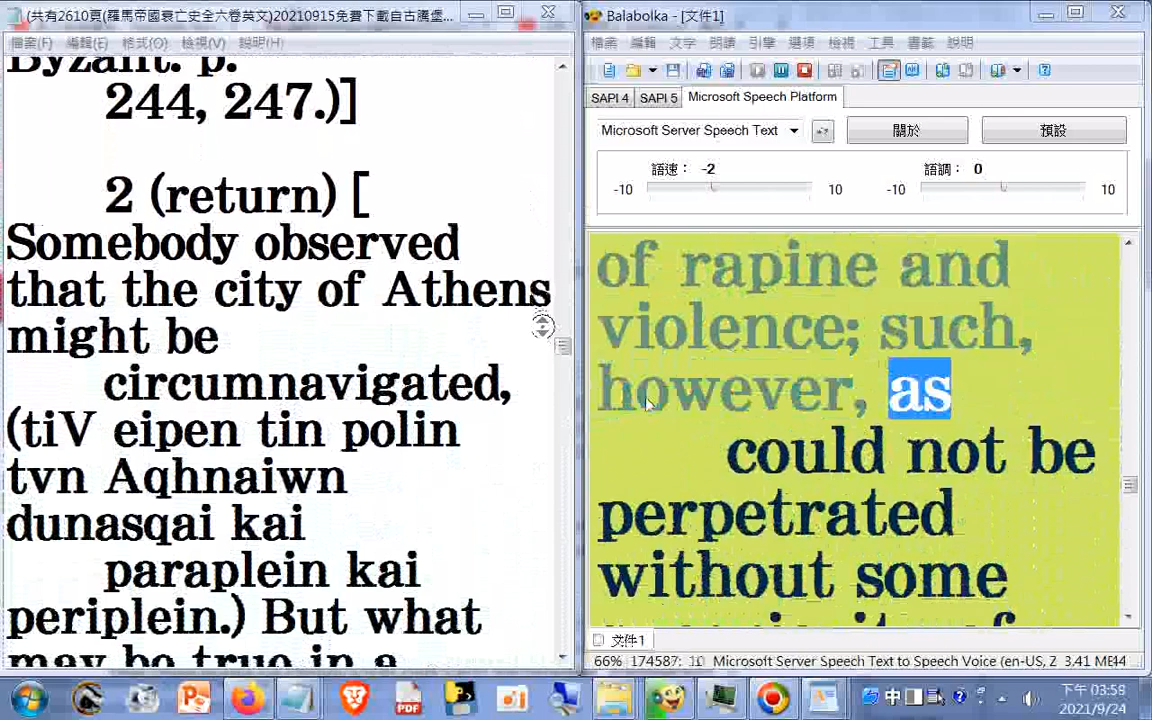 (共有2610頁(羅馬帝國衰亡史全六卷英文)20210915免費下載自古騰堡...
檔案(F) 編輯(E) 格式(O) 檢視(V) 說明(H)
Byzant. p.
244, 247.)]
2 (return) [
Somebody observed
that the city of Athens
might be
circumnavigated,
(tiV eipen tin polin
tvn Aqhnaiwn
dunasqai kai
paraplein kai
periplein.) But what
may be true in a
Balabolka - [文件1]
檔案 編輯 文字 朗讀 引擎 選項 檢視 工具 書籤 說明
SAPI 4 SAPI 5 Microsoft Speech Platform
Microsoft Server Speech Text 關於 預設
語速： -2 語調： 0
-10 10 -10 10
of rapine and
violence; such,
however, as
could not be
perpetrated
without some
文件1
66% 174587: 10 Microsoft Server Speech Text to Speech Voice (en-US, Z 3.41 ME44
中 下午 03:58
2021/9/24